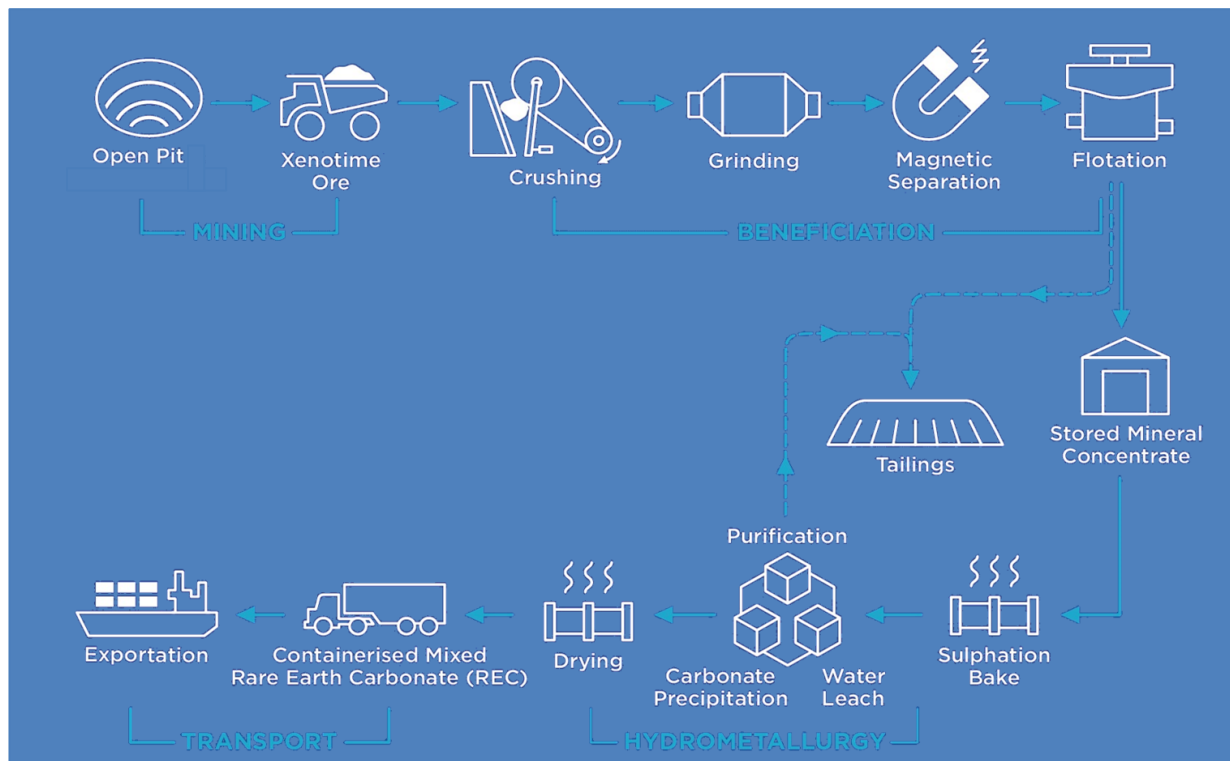 Open Pit
Xenotime
Ore
Crushing
Grinding
Magnetic
Separation
Flotation
MINING
BENEFICIATION
Tailings
Stored Mineral
Concentrate
Purification
Exportation
Containerised Mixed
Rare Earth Carbonate (REC)
Drying
Carbonate
Precipitation
Water
Leach
Sulphation
Bake
TRANSPORT
HYDROMETALLURGY